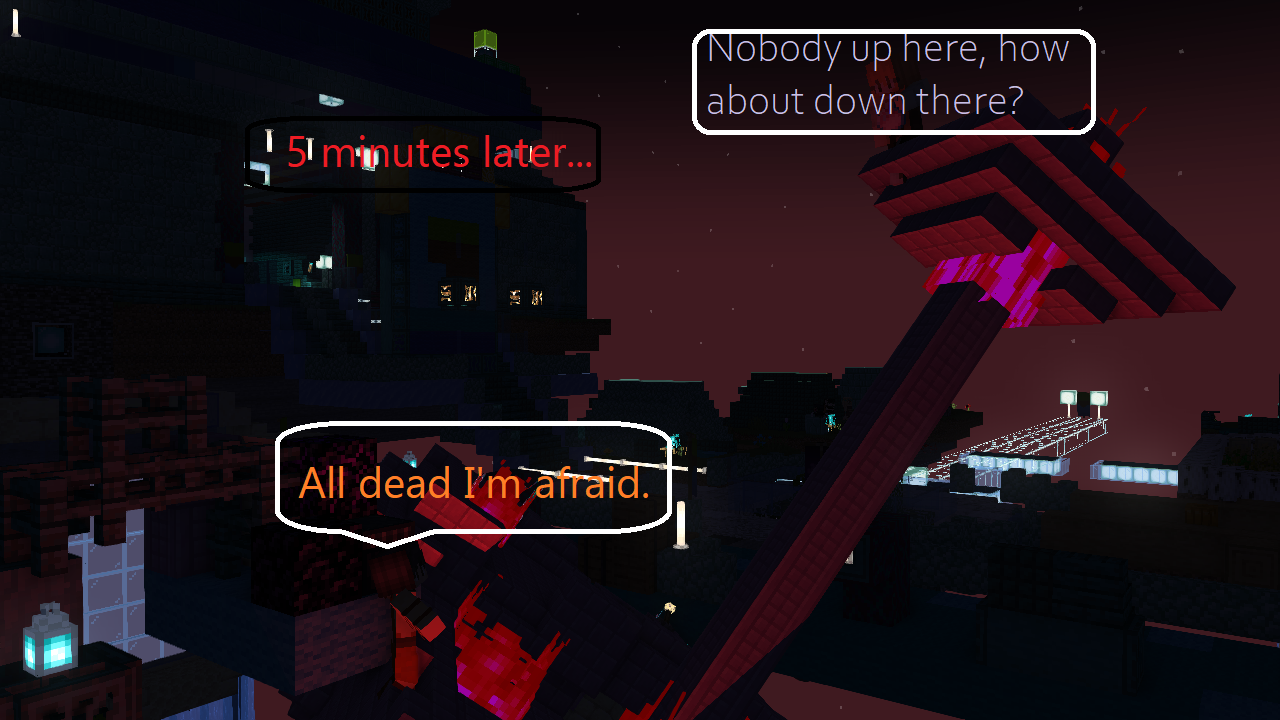 5 minutes later...
Nobody up here, how
about down there?
All dead I'm afraid.